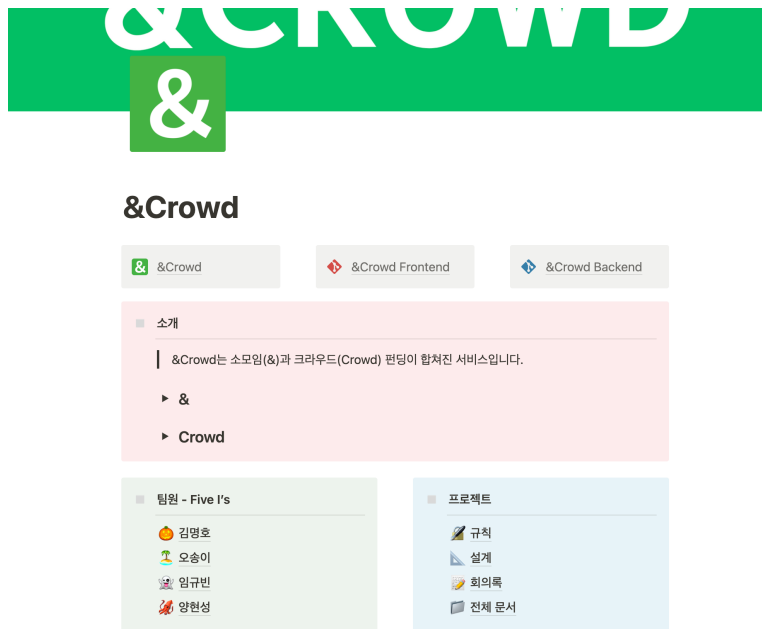 &CROWD
&
&Crowd
& &Crowd
&Crowd Frontend
&Crowd Backend
소개
&Crowd는 소모임(&)과 크라우드(Crowd) 펀딩이 합쳐진 서비스입니다.
&
Crowd
팀원 - Five I's
김명호
오송이
임규빈
양현성
프로젝트
규칙
설계
회의록
전체 문서